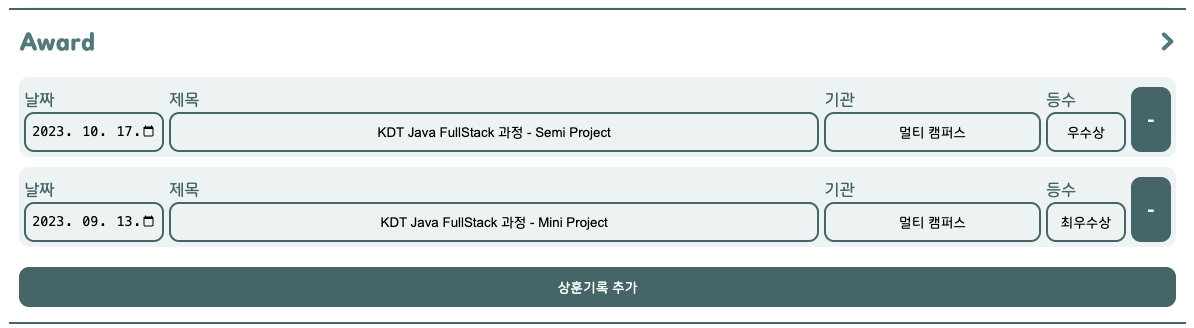 Award
날짜 제목 기관 등수
2023. 10. 17. KDT Java FullStack 과정 - Semi Project 멀티 캠퍼스 우수상 -
날짜 제목 기관 등수
2023. 09. 13. KDT Java FullStack 과정 - Mini Project 멀티 캠퍼스 최우수상 -
상훈기록 추가